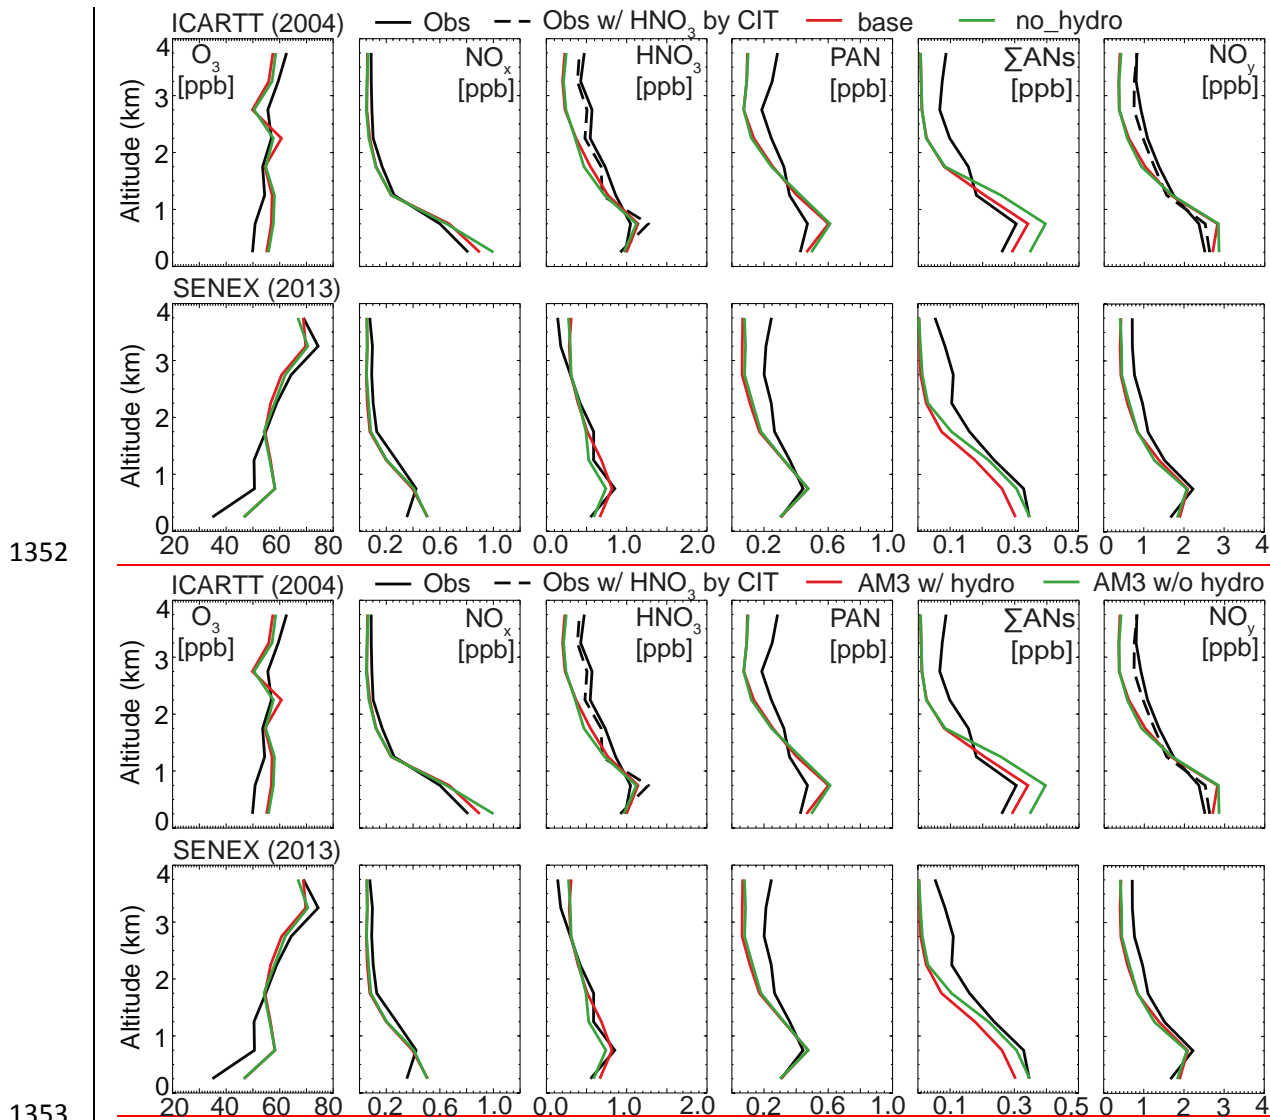 ICARTT (2004) Obs Obs w/ HNO3 by CIT base no_hydro
4 O3 [ppb] NOx [ppb] HNO3 [ppb] PAN [ppb] ∑ANs [ppb] NOy [ppb]
3
2
1
0
Altitude (km)
SENEX (2013)
4
3
2
1
0
Altitude (km)
20 40 60 80 0.2 0.6 1.0 0.0 1.0 2.0 0.2 0.6 1.0 0.1 0.3 0.5 0 1 2 3 4
1352
ICARTT (2004) Obs Obs w/ HNO3 by CIT AM3 w/ hydro AM3 w/o hydro
4 O3 [ppb] NOx [ppb] HNO3 [ppb] PAN [ppb] ∑ANs [ppb] NOy [ppb]
3
2
1
0
Altitude (km)
SENEX (2013)
4
3
2
1
0
Altitude (km)
20 40 60 80 0.2 0.6 1.0 0.0 1.0 2.0 0.2 0.6 1.0 0.1 0.3 0.5 0 1 2 3 4
1353